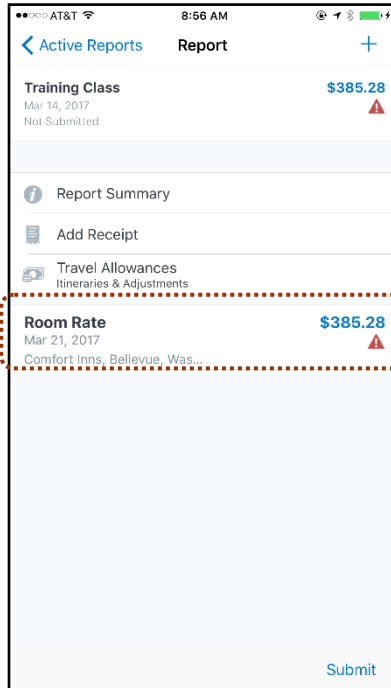 AT&T 8:56 AM
Active Reports Report +
Training Class $385.28
Mar 14, 2017
Not Submitted
Report Summary
Add Receipt
Travel Allowances
Itineraries & Adjustments
Room Rate $385.28
Mar 21, 2017
Comfort Inns, Bellevue, Was...
Submit